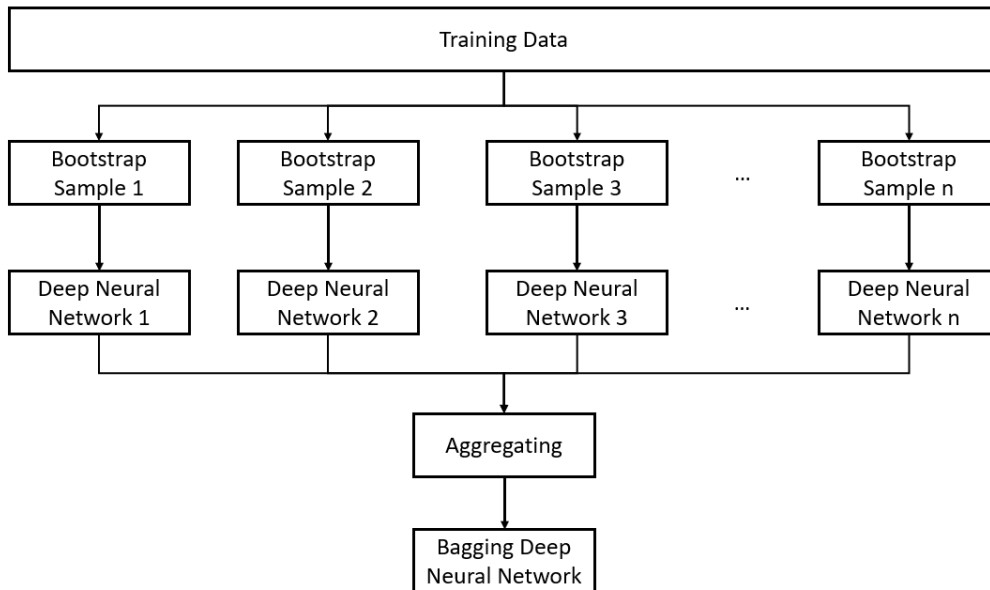 Training Data
Bootstrap
Sample 1
Bootstrap
Sample 2
Bootstrap
Sample 3
...
Bootstrap
Sample n
Deep Neural
Network 1
Deep Neural
Network 2
Deep Neural
Network 3
...
Deep Neural
Network n
Aggregating
Bagging Deep
Neural Network